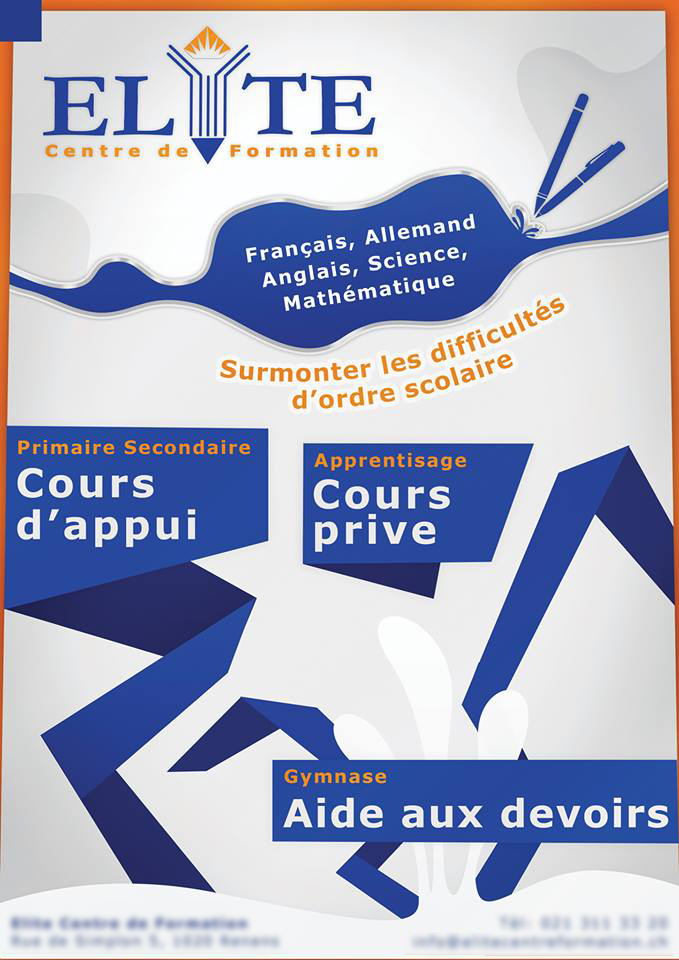 ELYTE
Centre de Formation
Français, Allemand
Anglais, Science,
Mathématique
Surmonter les difficultés
d'ordre scolaire
Primaire Secondaire
Cours
d'appui
Apprentisage
Cours
prive
Gymnase
Aide aux devoirs